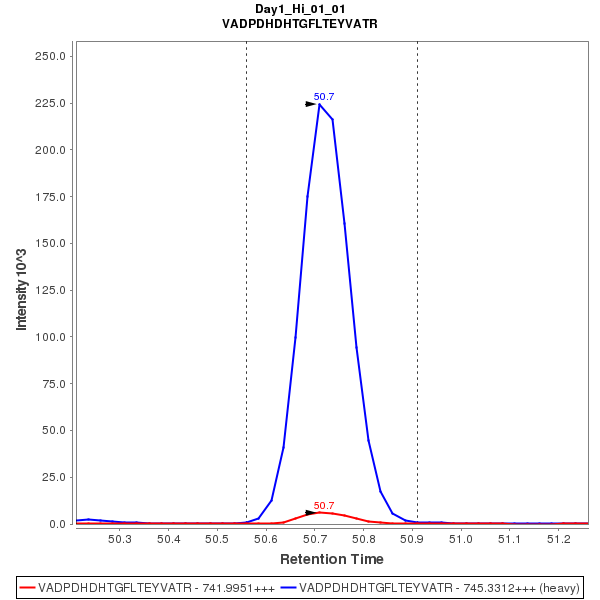 Day1_Hi_01_01
VADPDHDHTGFLTEYVATR
250.0
225.0
200.0
175.0
150.0
125.0
100.0
75.0
50.0
25.0
0.0
Intensity 10^3
50.7
50.7
50.3 50.4 50.5 50.6 50.7 50.8 50.9 51.0 51.1 51.2
Retention Time
VADPDHDHTGFLTEYVATR - 741.9951+++ VADPDHDHTGFLTEYVATR - 745.3312+++ (heavy)